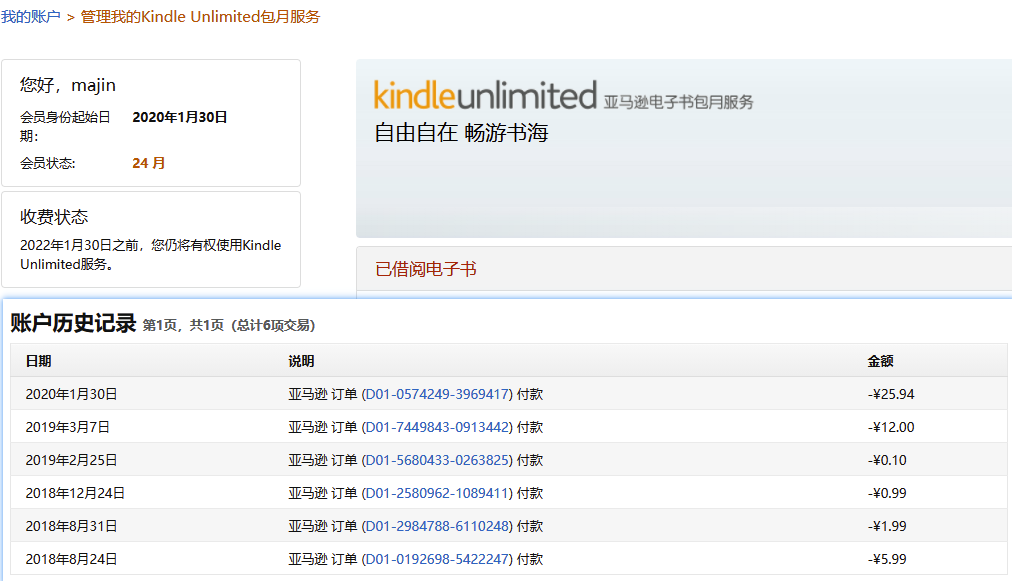 我的账户 > 管理我的Kindle Unlimited包月服务
您好，majin
会员身份起始日期： 2020年1月30日
会员状态: 24 月
收费状态
2022年1月30日之前，您仍将有权使用Kindle
Unlimited服务。
kindleunlimited 亚马逊电子书包月服务
自由自在 畅游书海
已借阅电子书
账户历史记录 第1页，共1页（总计6项交易）
日期 说明 金额
2020年1月30日 亚马逊 订单 (D01-0574249-3969417) 付款 -¥25.94
2019年3月7日 亚马逊 订单 (D01-7449843-0913442) 付款 -¥12.00
2019年2月25日 亚马逊 订单 (D01-5680433-0263825) 付款 -¥0.10
2018年12月24日 亚马逊 订单 (D01-2580962-1089411) 付款 -¥0.99
2018年8月31日 亚马逊 订单 (D01-2984788-6110248) 付款 -¥1.99
2018年8月24日 亚马逊 订单 (D01-0192698-5422247) 付款 -¥5.99